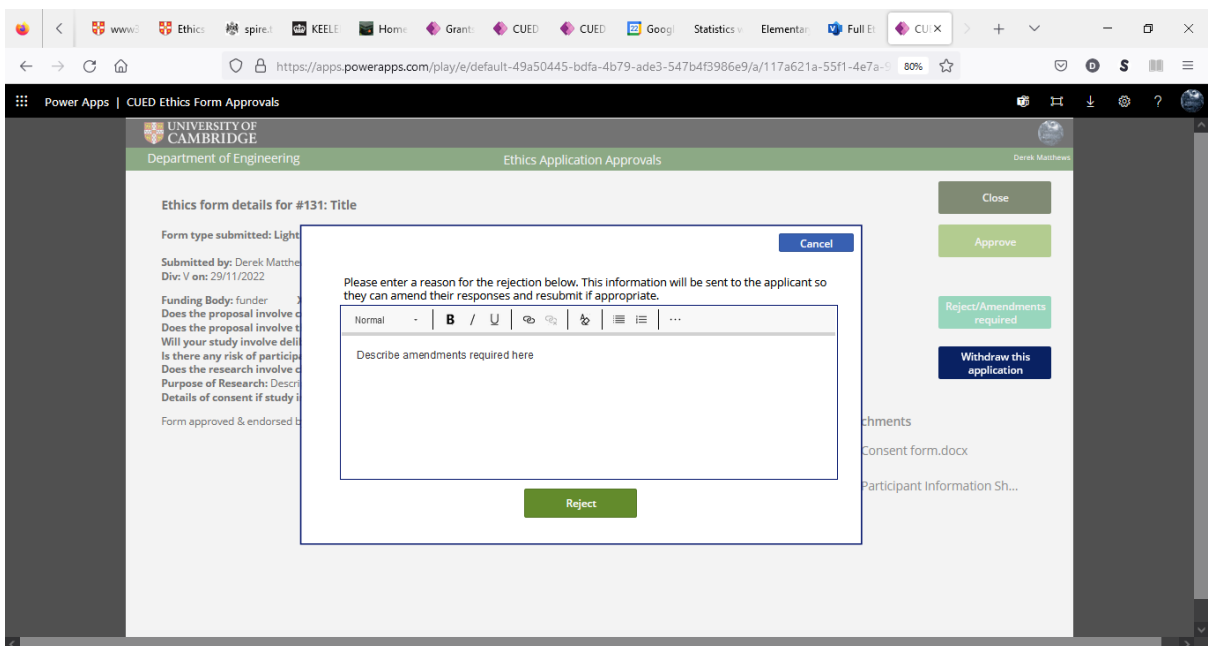 www3 Ethics spire. KEELE Home Grant: CUED CUED Googl Statistics Elementar Full Et CUE
https://apps.powerapps.com/play/e/default-49a50445-bdfa-4b79-ade3-547b4f3986e9/a/117a621a-55f1-4e7a-9 80%
Power Apps | CUED Ethics Form Approvals
UNIVERSITY OF
CAMBRIDGE
Department of Engineering Ethics Application Approvals Derek Matthews
Ethics form details for #131: Title
Close
Form type submitted: Light
Cancel
Approve
Submitted by: Derek Matthe
Div: V on: 29/11/2022
Please enter a reason for the rejection below. This information will be sent to the applicant so
they can amend their responses and resubmit if appropriate.
Funding Body: funder
Does the proposal involve
Does the proposal involve t
Will your study involve deli
Is there any risk of participa
Does the research involve
Purpose of Research: Descri
Details of consent if study i
Form approved & endorsed b
Normal B / U
Describe amendments required here
Reject/Amendments
required
Withdraw this
application
chments
Consent form.docx
Participant Information Sh...
Reject